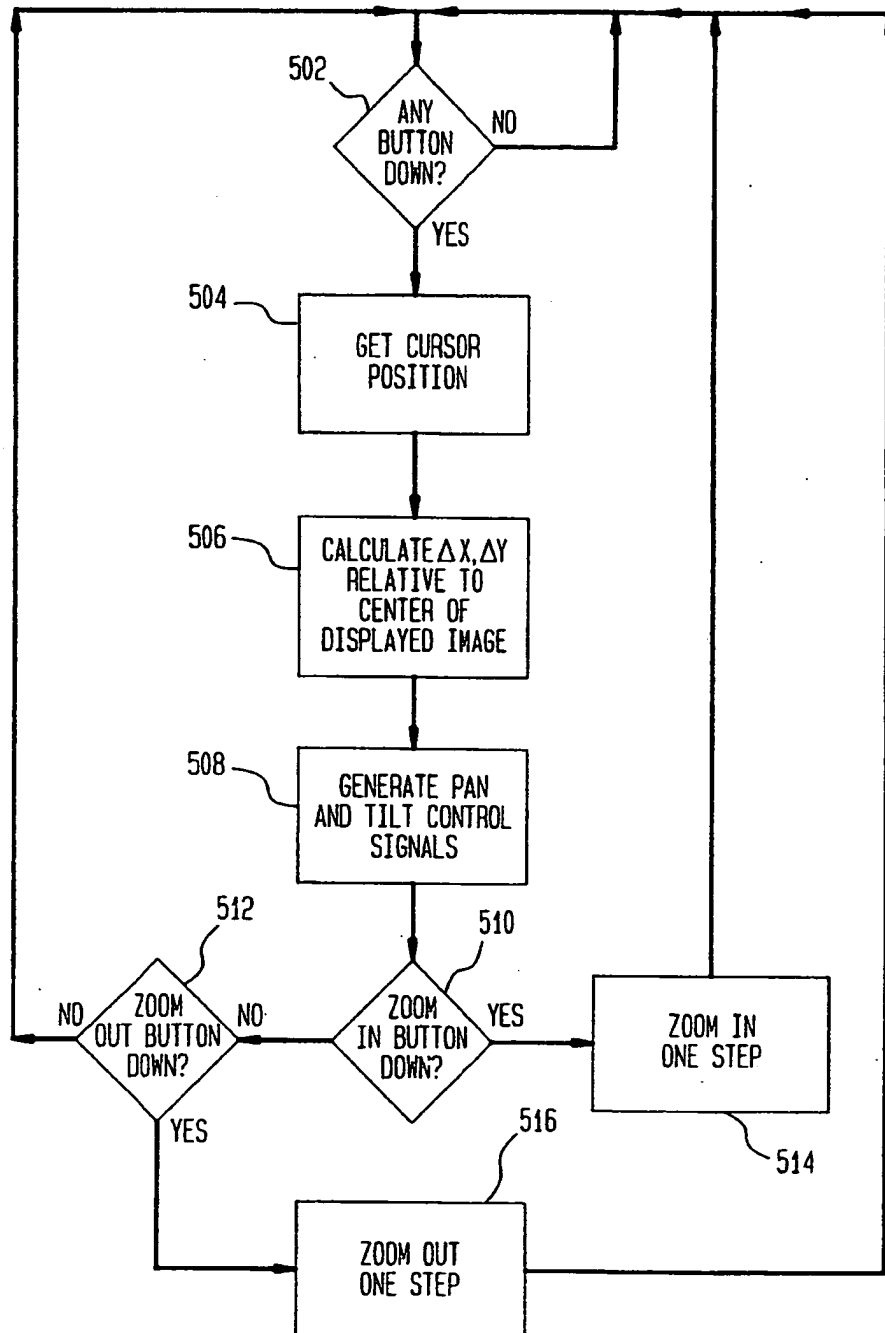 502
ANY
BUTTON
DOWN?
NO
YES
504
GET CURSOR
POSITION
506
CALCULATE ΔX, ΔY
RELATIVE TO
CENTER OF
DISPLAYED IMAGE
508
GENERATE PAN
AND TILT CONTROL
SIGNALS
512
510
NO
ZOOM
OUT BUTTON
DOWN?
NO
ZOOM
IN BUTTON
DOWN?
YES
ZOOM IN
ONE STEP
YES
516
514
ZOOM OUT
ONE STEP